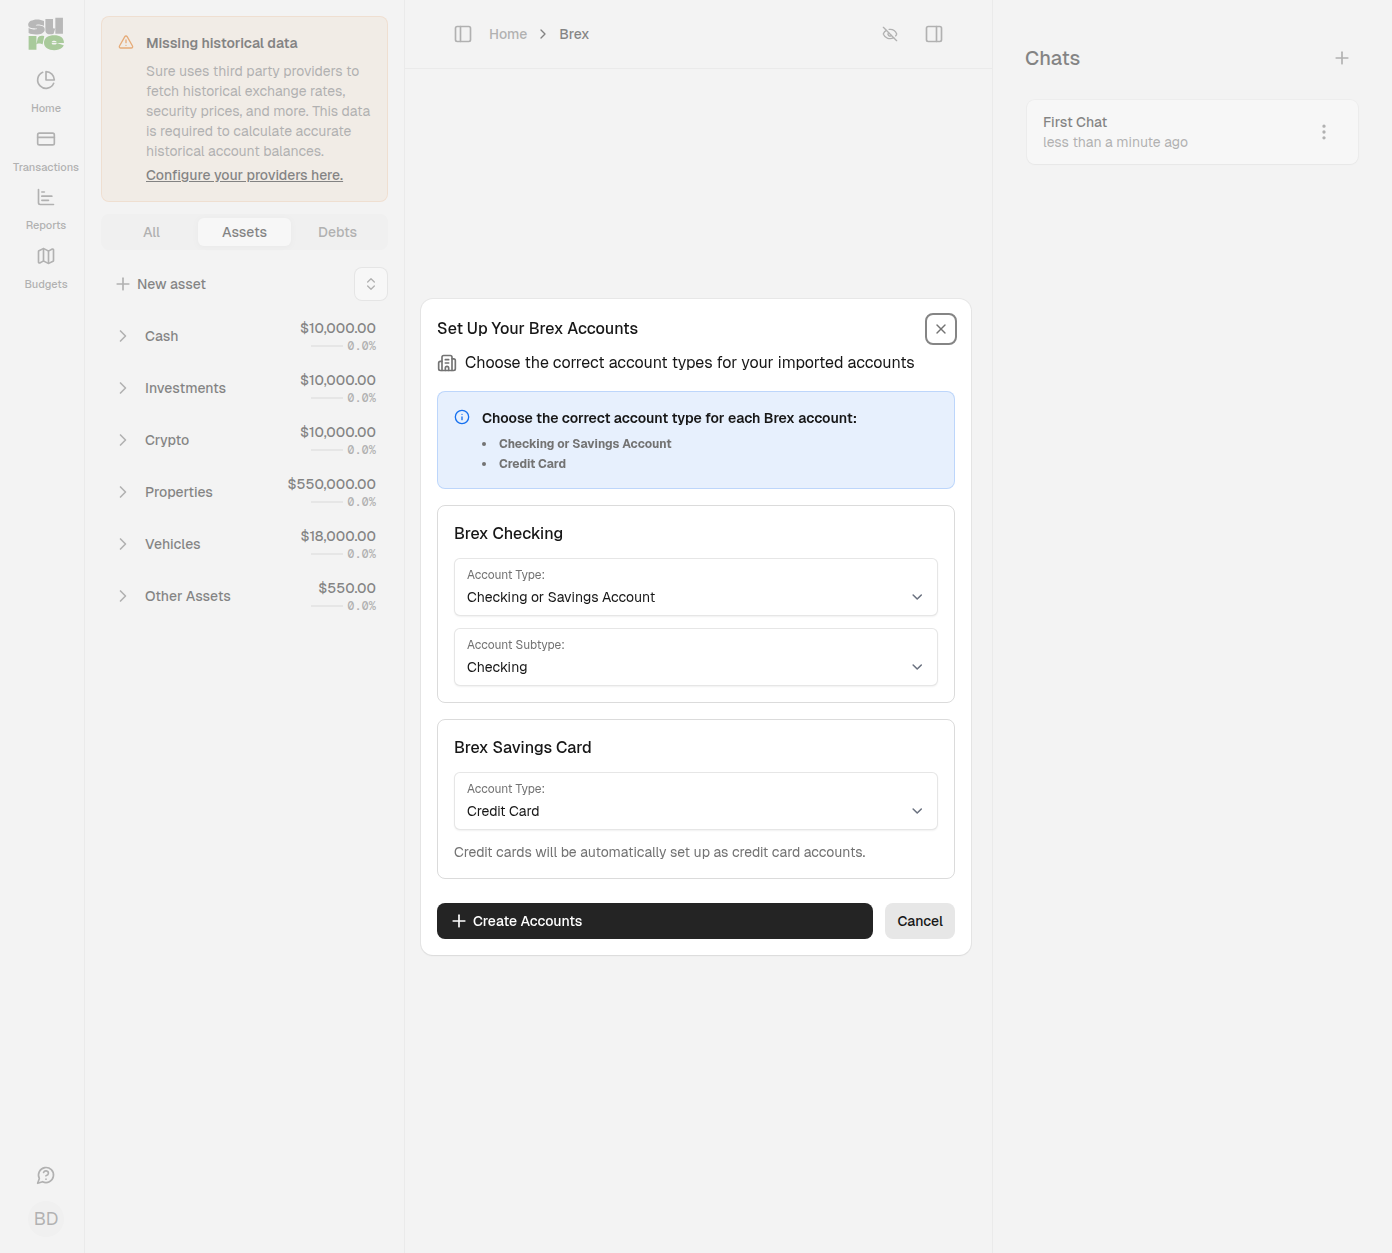 sure
Home
Transactions
Reports
Budgets
BD
Missing historical data
Sure uses third party providers to
fetch historical exchange rates,
security prices, and more. This data
is required to calculate accurate
historical account balances.
Configure your providers here.
All Assets Debts
New asset
Cash $10,000.00
0.0%
Investments $10,000.00
0.0%
Crypto $10,000.00
0.0%
Properties $550,000.00
0.0%
Vehicles $18,000.00
0.0%
Other Assets $550.00
0.0%
Home > Brex
Set Up Your Brex Accounts
Choose the correct account types for your imported accounts
Choose the correct account type for each Brex account:
• Checking or Savings Account
• Credit Card
Brex Checking
Account Type:
Checking or Savings Account
Account Subtype:
Checking
Brex Savings Card
Account Type:
Credit Card
Credit cards will be automatically set up as credit card accounts.
Create Accounts
Cancel
Chats
First Chat
less than a minute ago